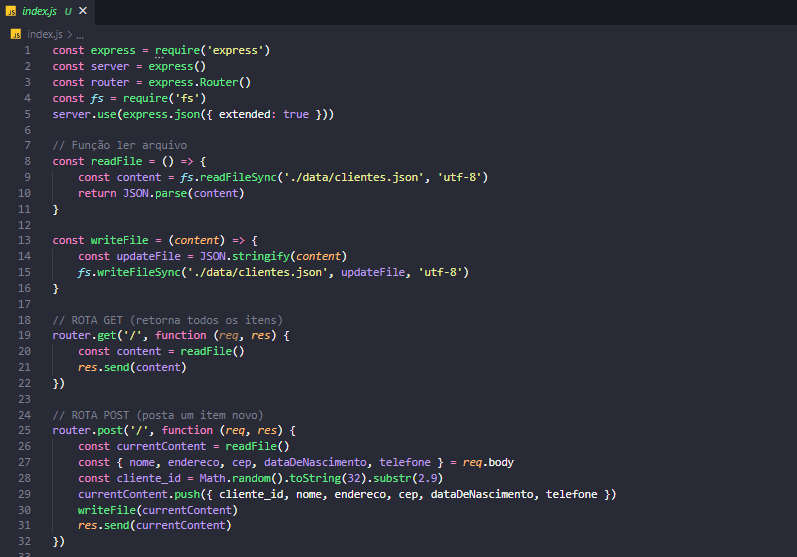 JS index.js U ×
JS index.js > ...
1 const express = require('express')
2 const server = express()
3 const router = express.Router()
4 const fs = require('fs')
5 server.use(express.json({ extended: true }))
6
7 // Função ler arquivo
8 const readFile = () => {
9     const content = fs.readFileSync('./data/clientes.json', 'utf-8')
10     return JSON.parse(content)
11 }
12
13 const writeFile = (content) => {
14     const updateFile = JSON.stringify(content)
15     fs.writeFileSync('./data/clientes.json', updateFile, 'utf-8')
16 }
17
18 // ROTA GET (retorna todos os itens)
19 router.get('/', function (req, res) {
20     const content = readFile()
21     res.send(content)
22 })
23
24 // ROTA POST (posta um item novo)
25 router.post('/', function (req, res) {
26     const currentContent = readFile()
27     const { nome, endereco, cep, dataDeNascimento, telefone } = req.body
28     const cliente_id = Math.random().toString(32).substr(2.9)
29     currentContent.push({ cliente_id, nome, endereco, cep, dataDeNascimento, telefone })
30     writeFile(currentContent)
31     res.send(currentContent)
32 })
33